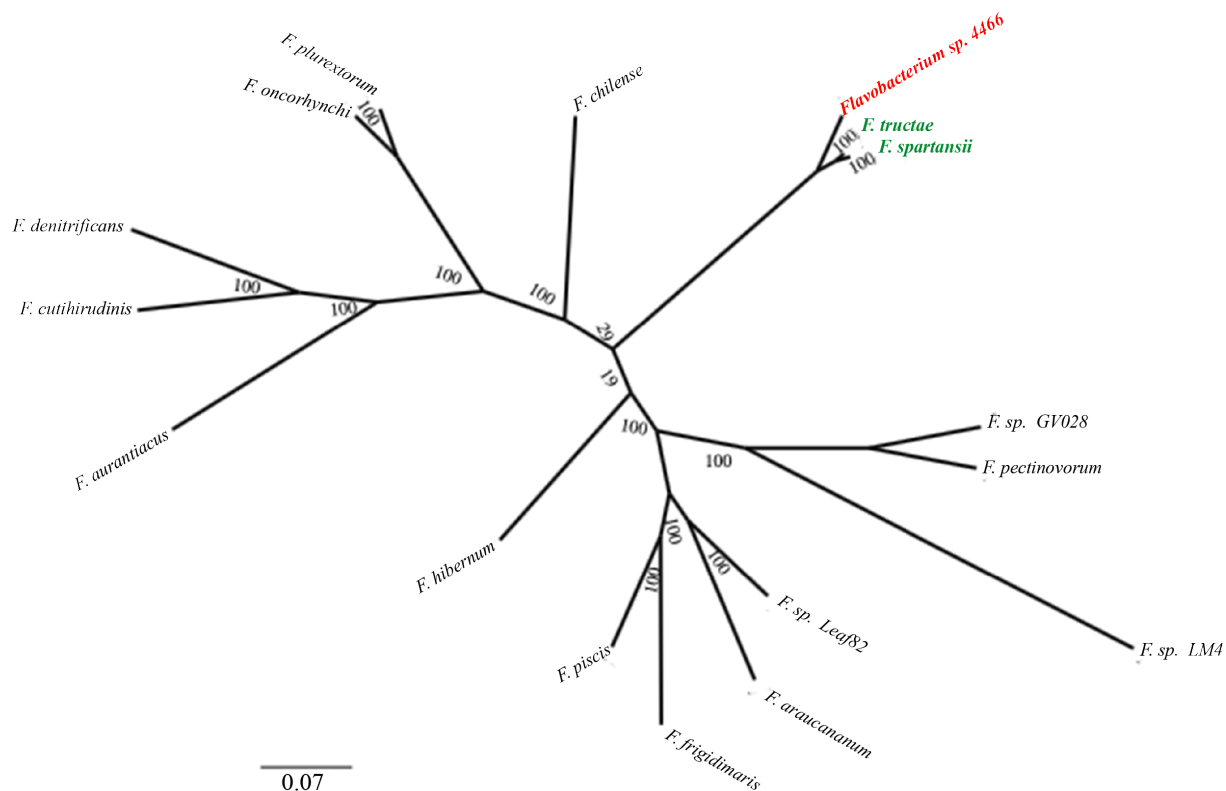 Flavobacterium sp. 4466
F. plurextorum
F. oncorhynchi
100
F. chilense
F. tructae
100
F. spartansii
100
F. denitrificans
100
F. cutihirudinis
100
100
100
29
19
F. aurantiacus
100
F. sp. GV028
100
F. pectinovorum
F. hibernum
100
100
100
F. sp. Leaf82
F. piscis
F. sp. LM4
F. araucananum
F. frigidimaris
0.07